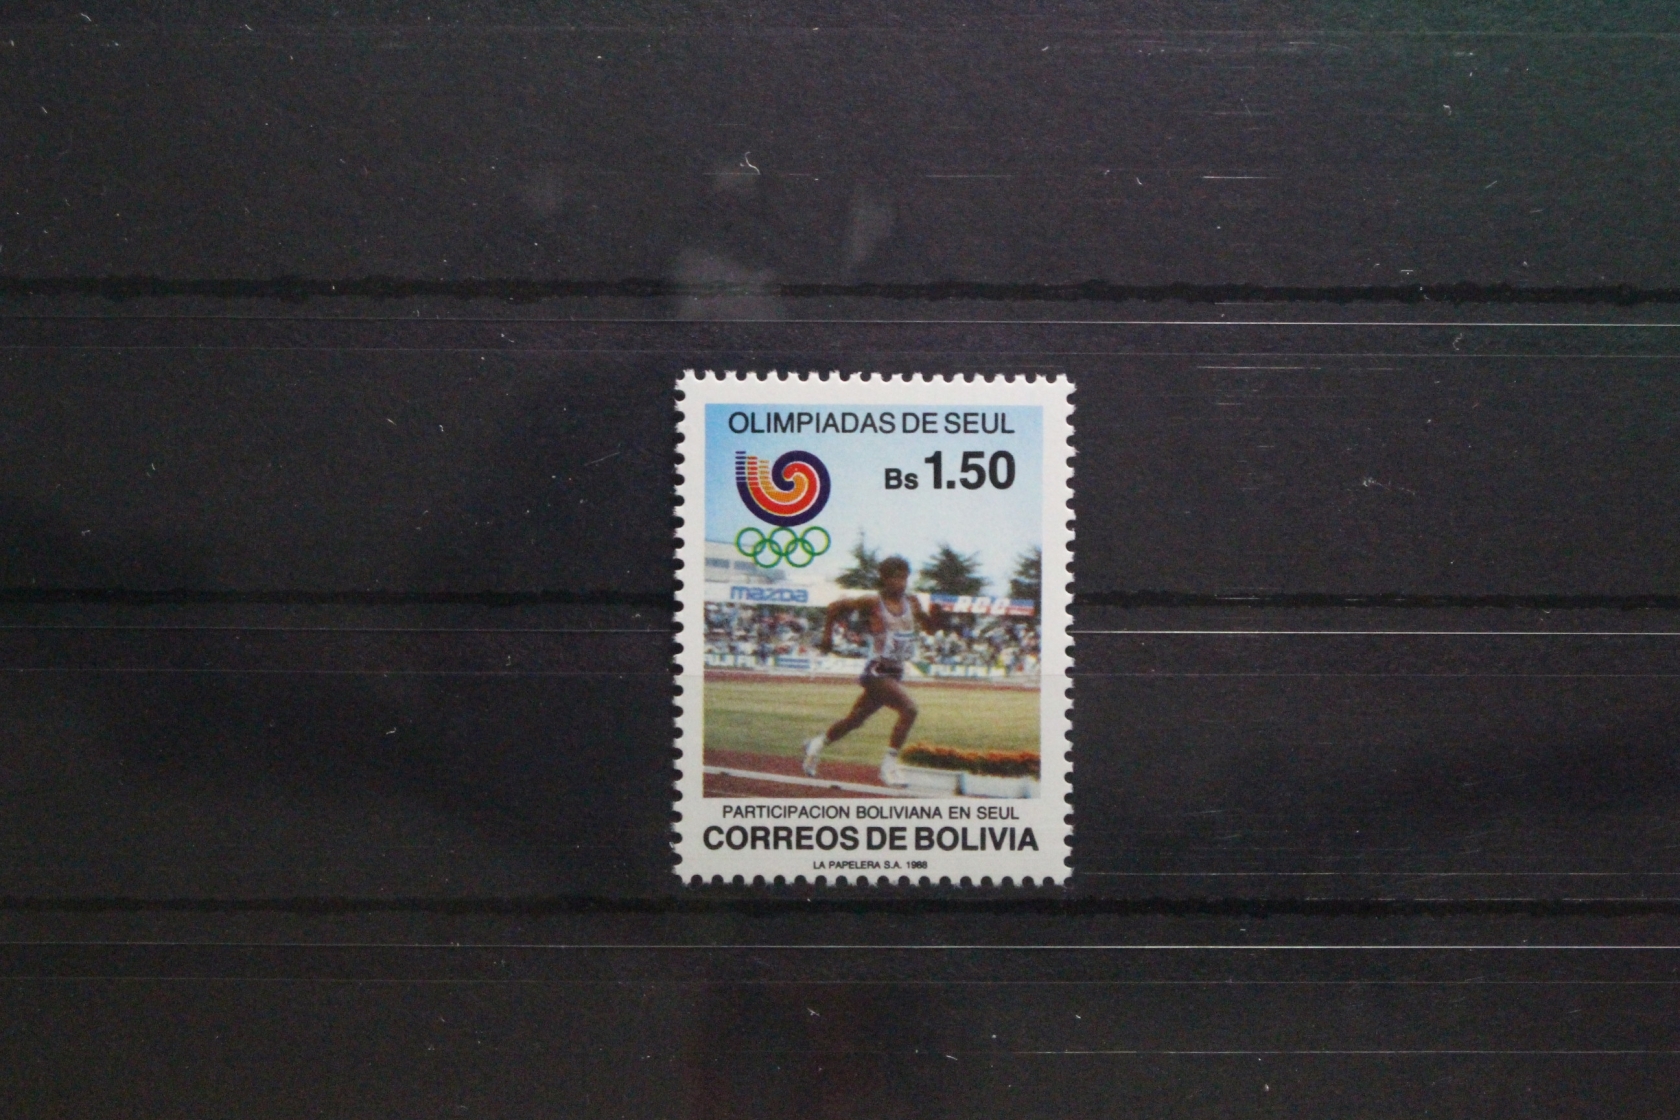 OLIMPIADAS DE SEUL
Bs 1.50
mazda
PARTICIPACION BOLIVIANA EN SEUL
CORREOS DE BOLIVIA
LA PAPELERA S.A. 1988